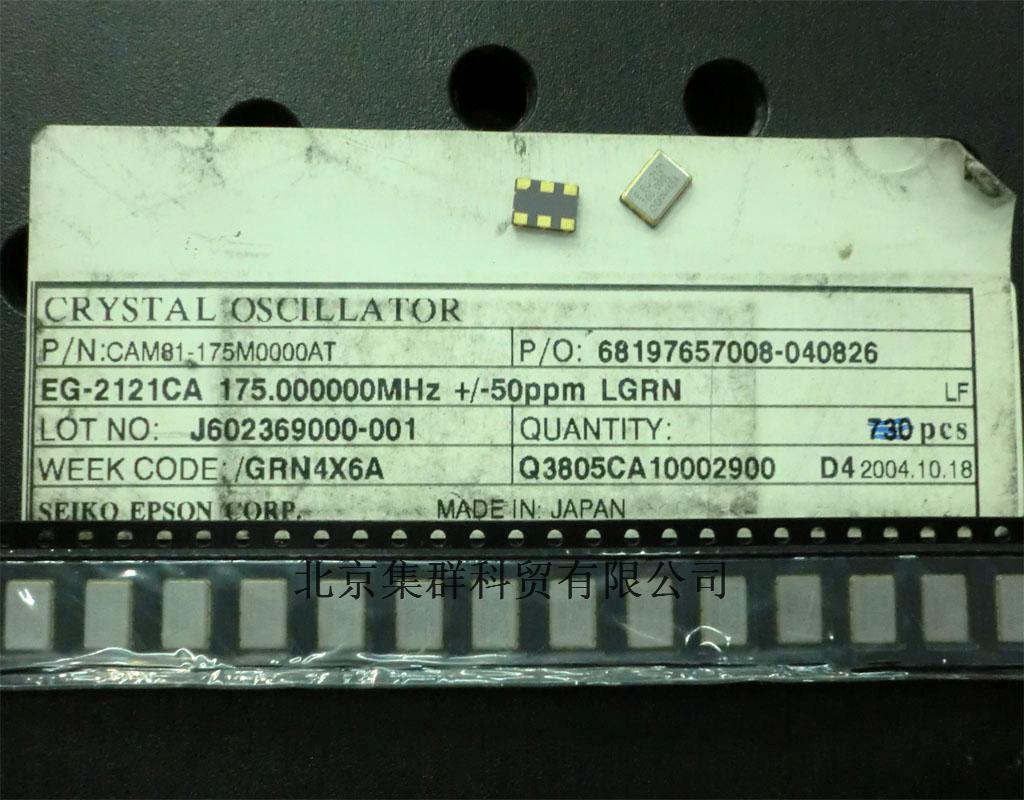 CRYSTAL OSCILLATOR
P/N:CAM81-175M0000AT P/O: 68197657008-040826
EG-2121CA 175.000000MHz +/-50ppm LGRN LF
LOT NO: J602369000-001 QUANTITY: 730 pcs
WEEK CODE: /GRN4X6A Q3805CA10002900 D4 2004.10.18
SEIKO EPSON CORP. MADE IN: JAPAN
北京集群科贸有限公司